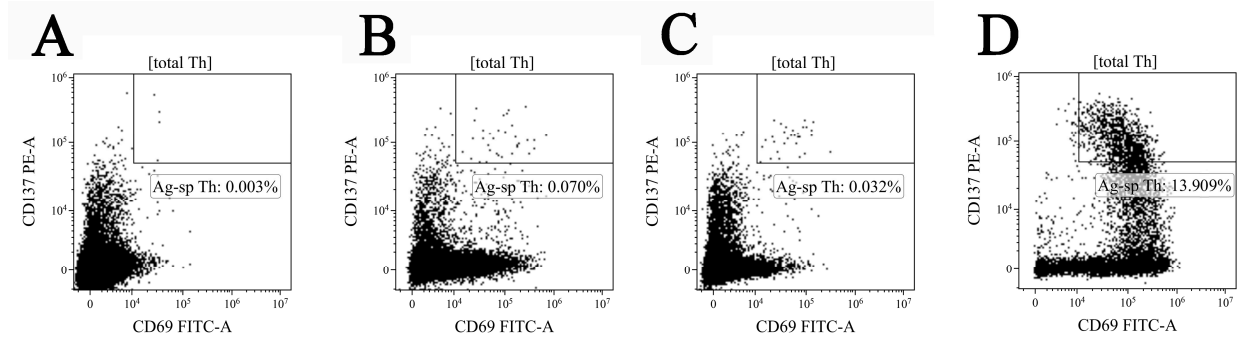 A
B
C
D
[total Th]
[total Th]
[total Th]
[total Th]
CD137 PE-A
10⁶
10⁵
10⁴
0
Ag-sp Th: 0.003%
0
10⁴
10⁵
10⁶
10⁷
CD69 FITC-A
CD137 PE-A
10⁶
10⁵
10⁴
0
Ag-sp Th: 0.070%
0
10⁴
10⁵
10⁶
10⁷
CD69 FITC-A
CD137 PE-A
10⁶
10⁵
10⁴
0
Ag-sp Th: 0.032%
0
10⁴
10⁵
10⁶
10⁷
CD69 FITC-A
CD137 PE-A
10⁶
10⁵
10⁴
0
Ag-sp Th: 13.909%
0
10⁴
10⁵
10⁶
10⁷
CD69 FITC-A